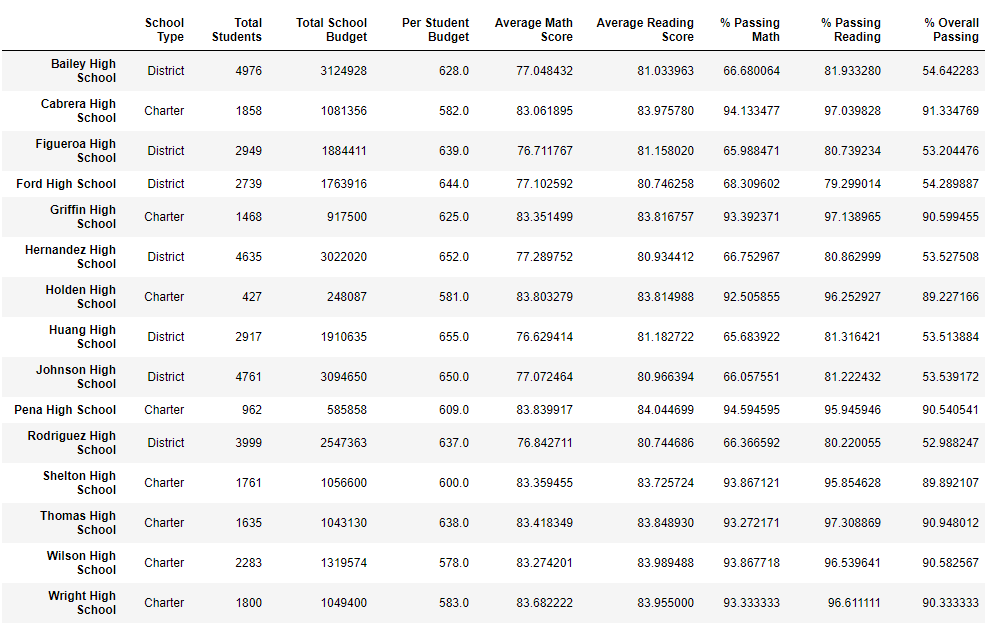 School Type Total Students Total School Budget Per Student Budget Average Math Score Average Reading Score % Passing Math % Passing Reading % Overall Passing
Bailey High School District 4976 3124928 628.0 77.048432 81.033963 66.680064 81.933280 54.642283
Cabrera High School Charter 1858 1081356 582.0 83.061895 83.975780 94.133477 97.039828 91.334769
Figueroa High School District 2949 1884411 639.0 76.711767 81.158020 65.988471 80.739234 53.204476
Ford High School District 2739 1763916 644.0 77.102592 80.746258 68.309602 79.299014 54.289887
Griffin High School Charter 1468 917500 625.0 83.351499 83.816757 93.392371 97.138965 90.599455
Hernandez High School District 4635 3022020 652.0 77.289752 80.934412 66.752967 80.862999 53.527508
Holden High School Charter 427 248087 581.0 83.803279 83.814988 92.505855 96.252927 89.227166
Huang High School District 2917 1910635 655.0 76.629414 81.182722 65.683922 81.316421 53.513884
Johnson High School District 4761 3094650 650.0 77.072464 80.966394 66.057551 81.222432 53.539172
Pena High School Charter 962 585858 609.0 83.839917 84.044699 94.594595 95.945946 90.540541
Rodriguez High School District 3999 2547363 637.0 76.842711 80.744686 66.366592 80.220055 52.988247
Shelton High School Charter 1761 1056600 600.0 83.359455 83.725724 93.867121 95.854628 89.892107
Thomas High School Charter 1635 1043130 638.0 83.418349 83.848930 93.272171 97.308869 90.948012
Wilson High School Charter 2283 1319574 578.0 83.274201 83.989488 93.867718 96.539641 90.582567
Wright High School Charter 1800 1049400 583.0 83.682222 83.955000 93.333333 96.611111 90.333333